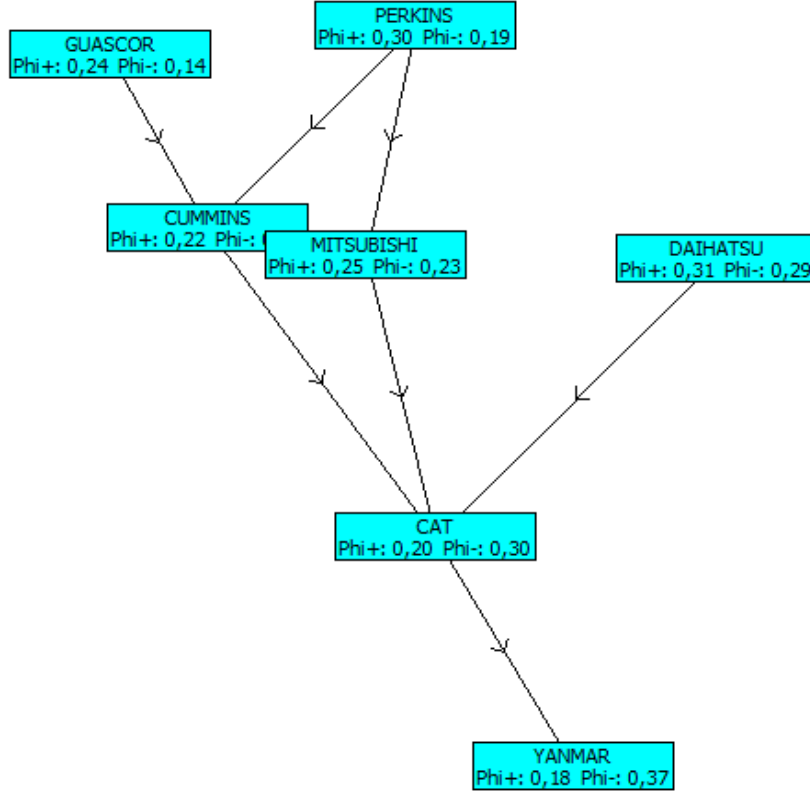 PERKINS
Phi+: 0,30 Phi-: 0,19
GUASCOR
Phi+: 0,24 Phi-: 0,14
CUMMINS
Phi+: 0,22 Phi-:
MITSUBISHI
Phi+: 0,25 Phi-: 0,23
DAIHATSU
Phi+: 0,31 Phi-: 0,29
CAT
Phi+: 0,20 Phi-: 0,30
YANMAR
Phi+: 0,18 Phi-: 0,37